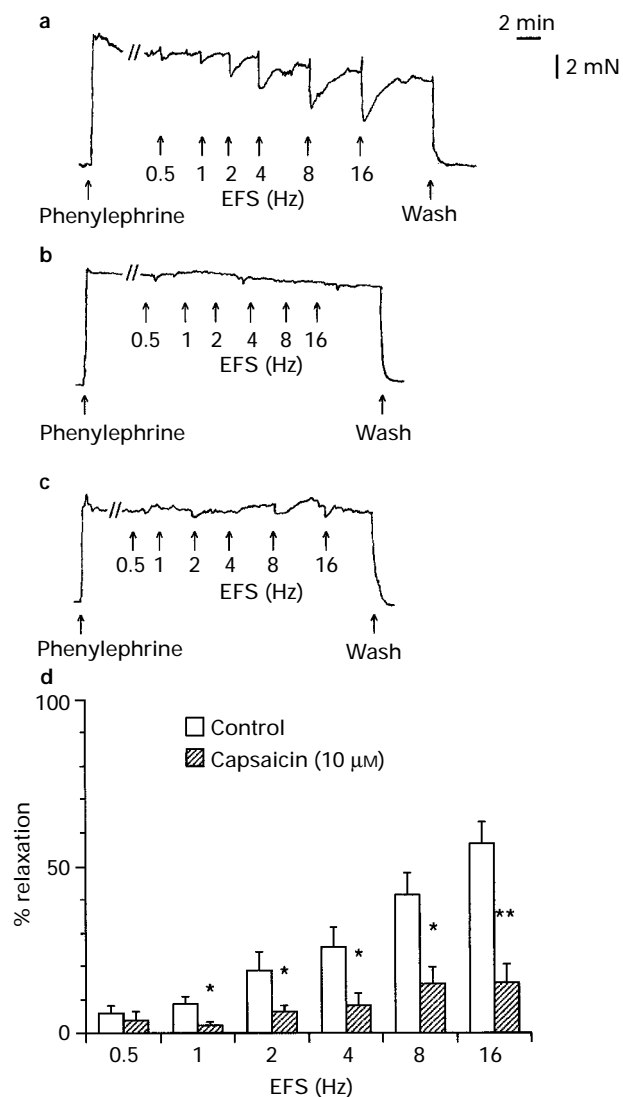 a
2 min
2 mN
//
0.5 1 2 4 8 16
EFS (Hz)
Phenylephrine Wash
b
//
0.5 1 2 4 8 16
EFS (Hz)
Phenylephrine Wash
c
//
0.5 1 2 4 8 16
EFS (Hz)
Phenylephrine Wash
d
100
Control
Capsaicin (10 μM)
% relaxation
50
**
* * * *
0
0.5 1 2 4 8 16
EFS (Hz)